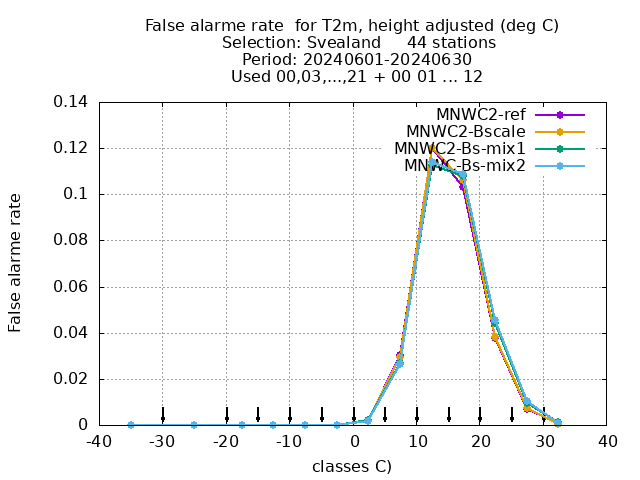 False alarme rate  for T2m, height adjusted (deg C)
Selection: Svealand     44 stations
Period: 20240601-20240630
Used 00,03,...,21 + 00 01 ... 12
False alarme rate
0.14
0.12
0.1
0.08
0.06
0.04
0.02
0
MNWC2-ref
MNWC2-Bscale
MNWC2-Bs-mix1
MNWC-Bs-mix2
-40 -30 -20 -10 0 10 20 30 40
classes C)